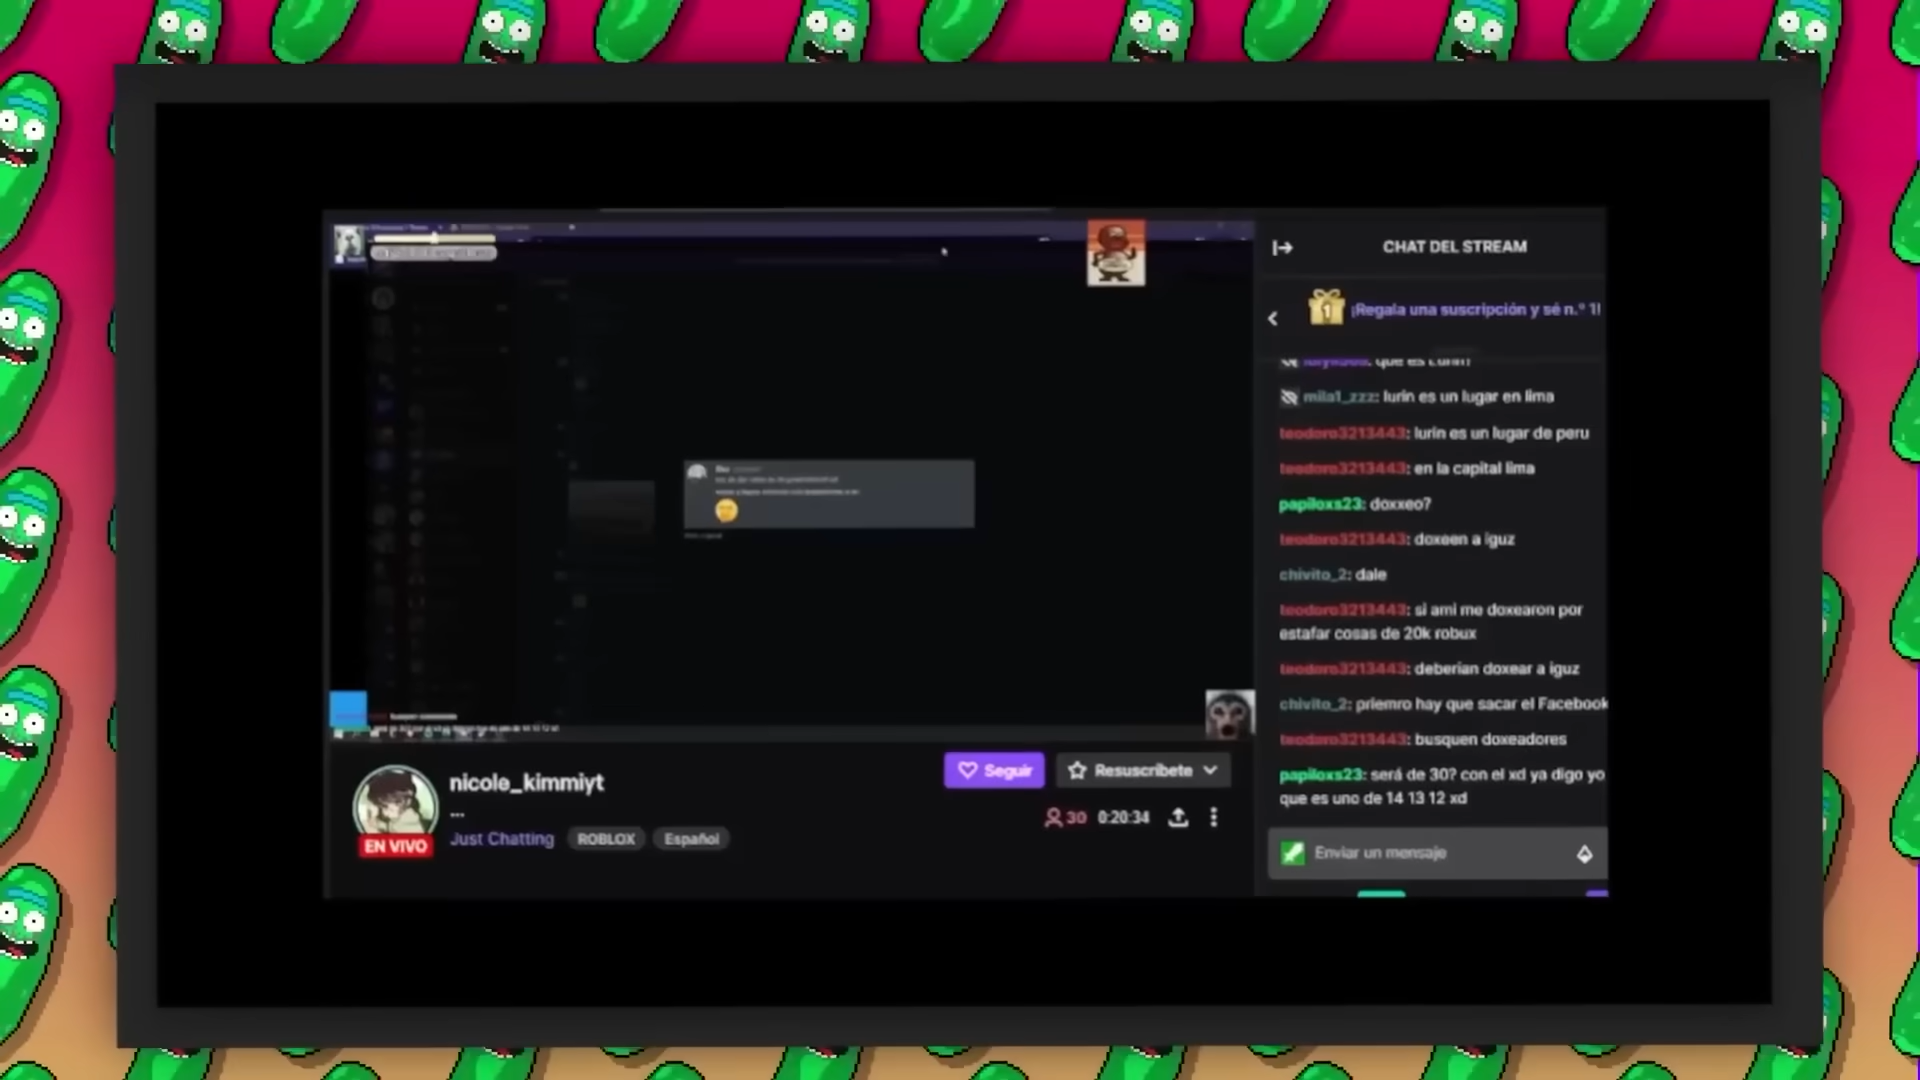 CHAT DEL STREAM
¡Regala una suscripción y sé n.º 1!
que es Lurin?
mila1_zzz: lurin es un lugar en lima
teodoro3213443: lurin es un lugar de peru
teodoro3213443: en la capital lima
papiloxs23: doxxeo?
teodoro3213443: doxeen a iguz
chivito_2: dale
teodoro3213443: si ami me doxearon por
estafar cosas de 20k robux
teodoro3213443: deberian doxear a iguz
chivito_2: priemro hay que sacar el Facebook
teodoro3213443: busquen doxeadores
papiloxs23: será de 30? con el xd ya digo yo
que es uno de 14 13 12 xd
Enviar un mensaje
nicole_kimmiyt
...
Just Chatting ROBLOX Español
EN VIVO
Seguir
Resuscríbete
30 0:20:34